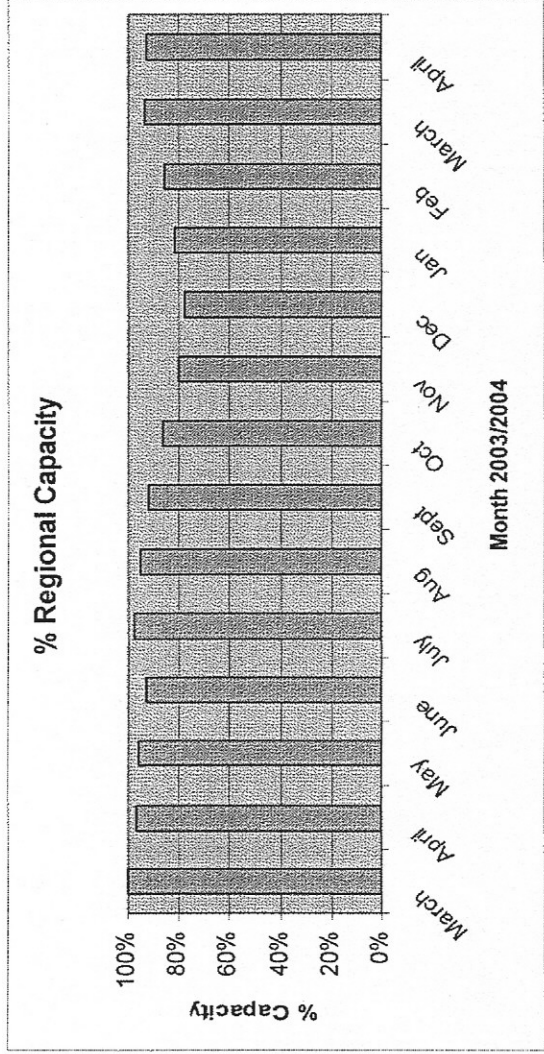 % Regional Capacity
% Capacity
100%
80%
60%
40%
20%
0%
March
April
May
June
July
Aug
Sept
Oct
Nov
Dec
Jan
Feb
March
April
Month 2003/2004